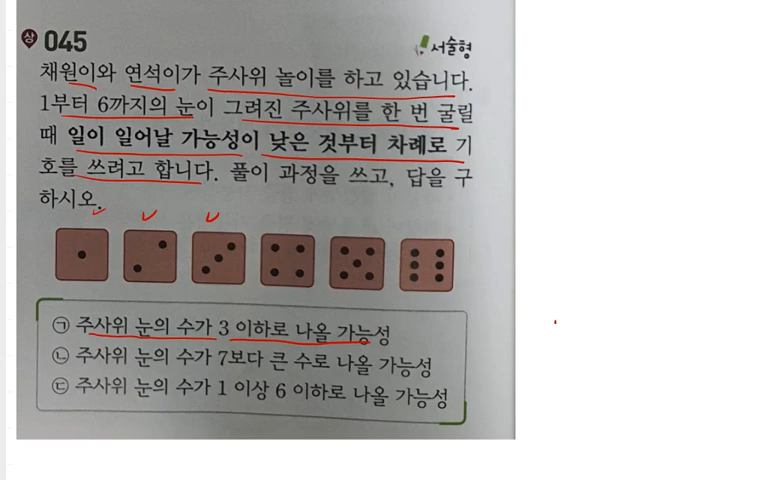 상 045
서술형
채원이와 연석이가 주사위 놀이를 하고 있습니다.
1부터 6까지의 눈이 그려진 주사위를 한 번 굴릴
때 일이 일어날 가능성이 낮은 것부터 차례로 기
호를 쓰려고 합니다. 풀이 과정을 쓰고, 답을 구
하시오.
㉠ 주사위 눈의 수가 3 이하로 나올 가능성
㉡ 주사위 눈의 수가 7보다 큰 수로 나올 가능성
㉢ 주사위 눈의 수가 1 이상 6 이하로 나올 가능성